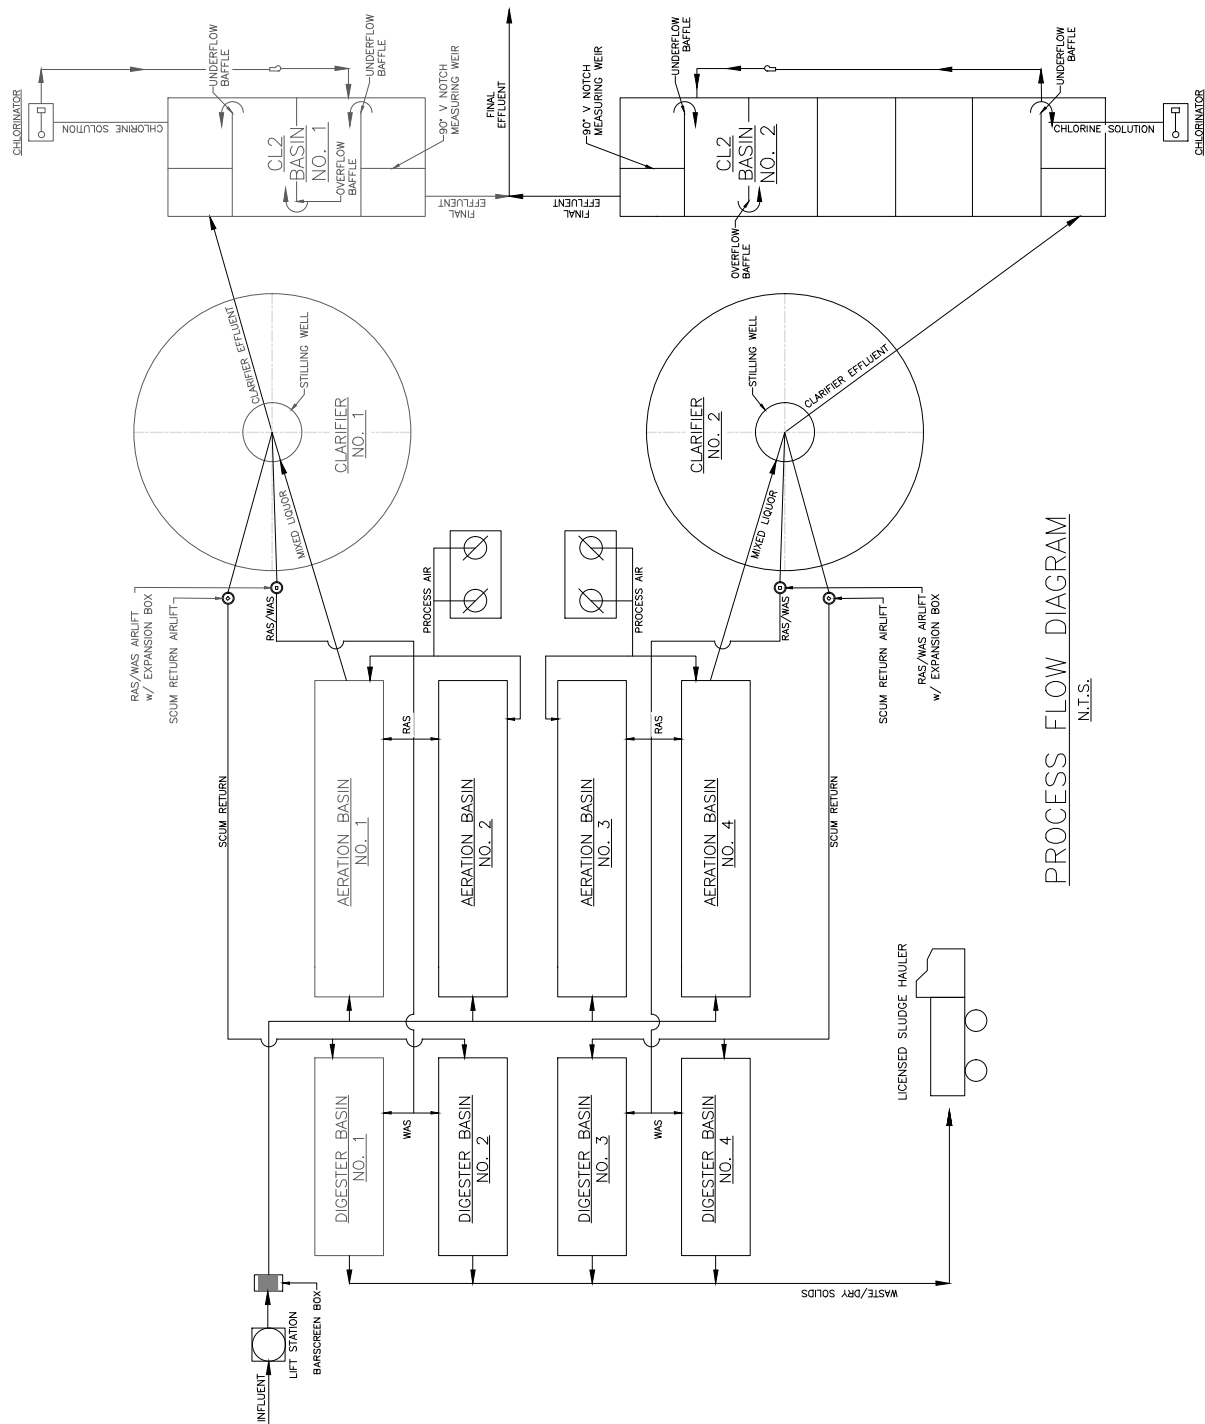 INFLUENT
LIFT STATION
BARSCREEN BOX
DIGESTER BASIN
NO. 1
DIGESTER BASIN
NO. 2
DIGESTER BASIN
NO. 3
DIGESTER BASIN
NO. 4
WAS
WAS
WASTE/DRY SOLIDS
LICENSED SLUDGE HAULER
SCUM RETURN
AERATION BASIN
NO. 1
AERATION BASIN
NO. 2
AERATION BASIN
NO. 3
AERATION BASIN
NO. 4
SCUM RETURN
RAS
RAS
PROCESS AIR
PROCESS AIR
RAS/WAS AIRLIFT
w/ EXPANSION BOX
SCUM RETURN AIRLIFT
RAS/WAS
RAS/WAS
SCUM RETURN AIRLIFT
RAS/WAS AIRLIFT
w/ EXPANSION BOX
MIXED LIQUOR
MIXED LIQUOR
CLARIFIER
NO. 1
STILLING WELL
CLARIFIER EFFLUENT
CLARIFIER
NO. 2
STILLING WELL
CLARIFIER EFFLUENT
CHLORINATOR
CHLORINE SOLUTION
UNDERFLOW
BAFFLE
CL2
BASIN
NO. 1
OVERFLOW
BAFFLE
UNDERFLOW
BAFFLE
90° V NOTCH
MEASURING WEIR
FINAL
EFFLUENT
FINAL
EFFLUENT
FINAL
EFFLUENT
90° V NOTCH
MEASURING WEIR
UNDERFLOW
BAFFLE
CL2
BASIN
NO. 2
OVERFLOW
BAFFLE
UNDERFLOW
BAFFLE
CHLORINE SOLUTION
CHLORINATOR
PROCESS FLOW DIAGRAM
N.T.S.